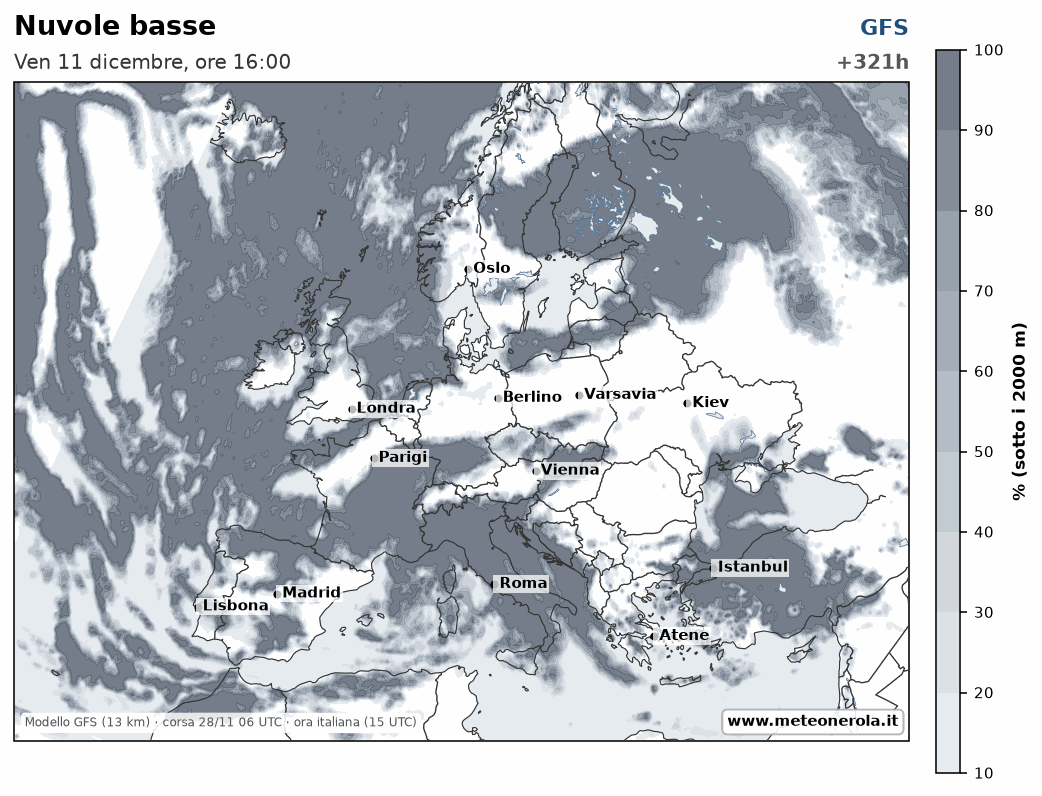 Nuvole basse
GFS
Ven 11 dicembre, ore 16:00
+321h
Oslo
Londra
Berlino
Varsavia
Kiev
Parigi
Vienna
Istanbul
Roma
Madrid
Lisbona
Atene
Modello GFS (13 km) · corsa 28/11 06 UTC · ora italiana (15 UTC)
www.meteonerola.it
100
90
80
70
60
50
40
30
20
10
% (sotto i 2000 m)